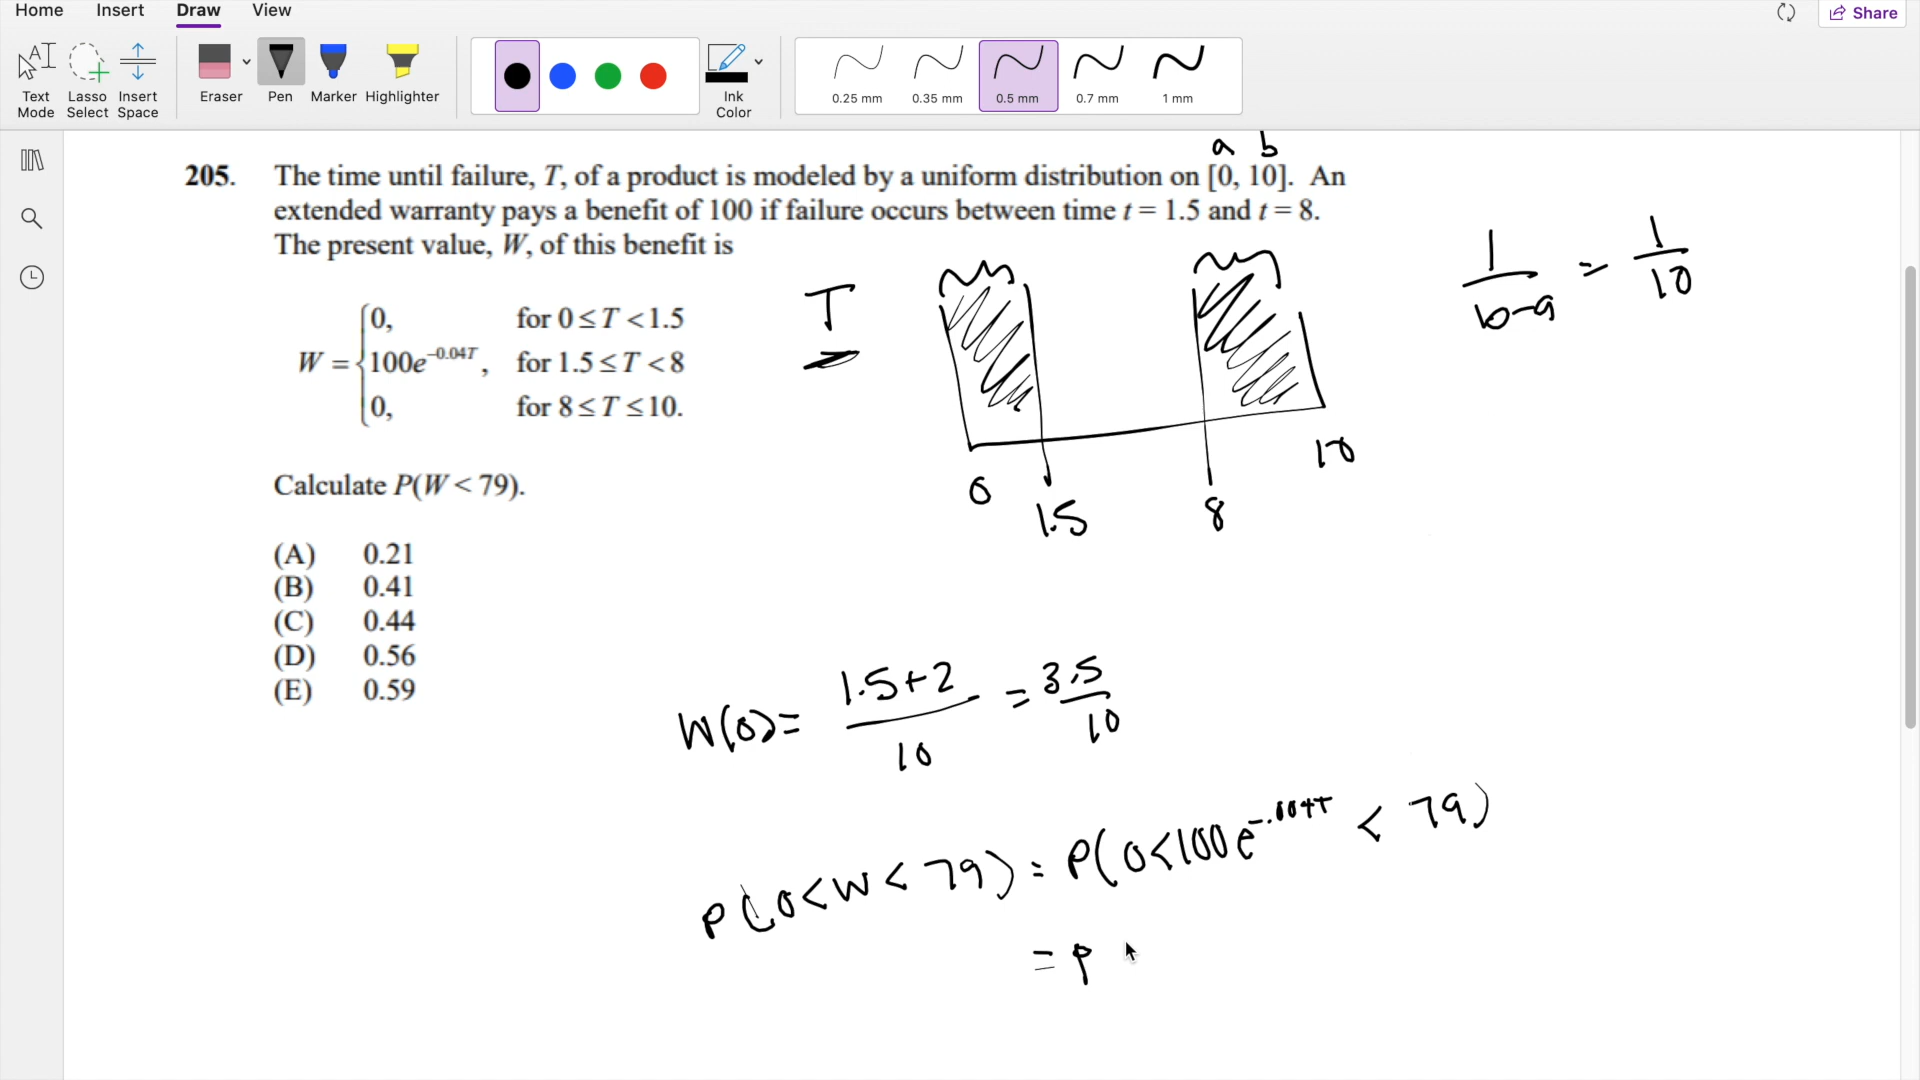 Home Insert Draw View
Share
Text Mode
Lasso Select
Insert Space
Eraser
Pen
Marker
Highlighter
Ink Color
0.25 mm
0.35 mm
0.5 mm
0.7 mm
1 mm
a b
205. The time until failure, T, of a product is modeled by a uniform distribution on [0, 10]. An
extended warranty pays a benefit of 100 if failure occurs between time t = 1.5 and t = 8.
The present value, W, of this benefit is
1/(b-a) = 1/10
T
W = { 0, for 0 ≤ T < 1.5
100e^{-0.04T}, for 1.5 ≤ T < 8
0, for 8 ≤ T ≤ 10.
0 1.5 8 10
Calculate P(W < 79).
(A) 0.21
(B) 0.41
(C) 0.44
(D) 0.56
(E) 0.59
W(0) = (1.5+2)/10 = 3.5/10
P(0<W<79) = P(0<100e^{-.004T} < 79)
= P